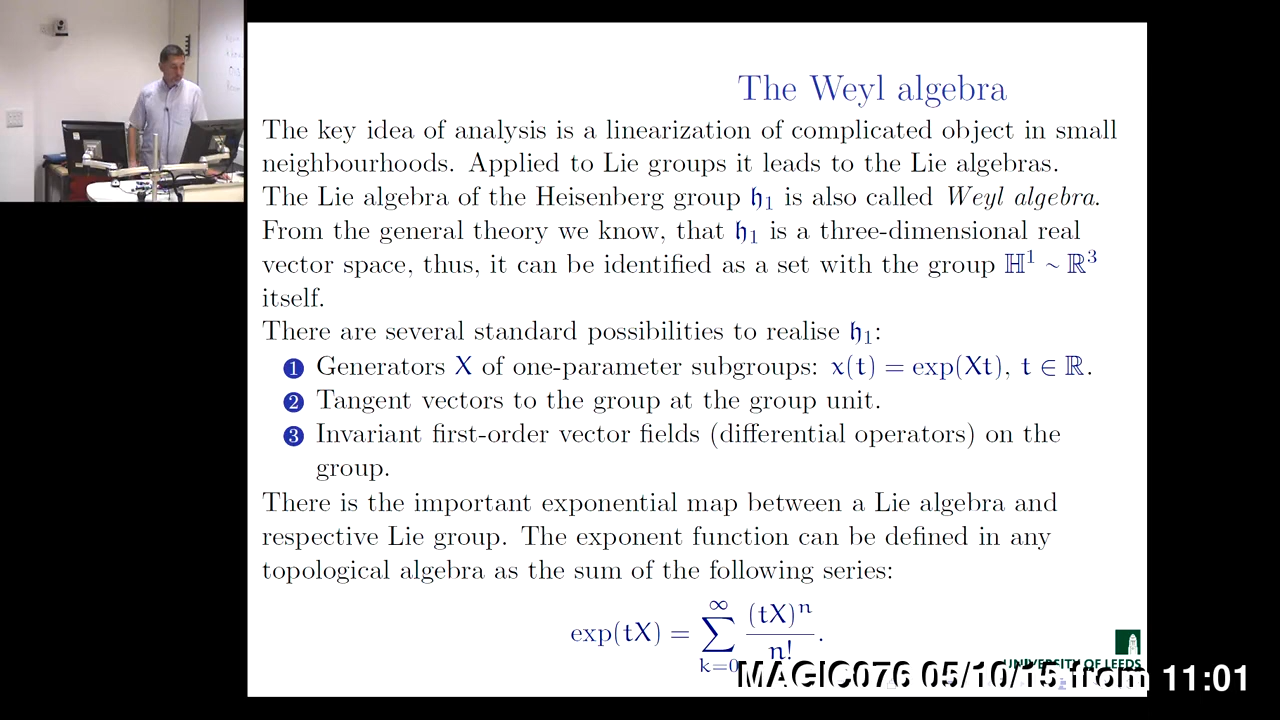 The Weyl algebra
The key idea of analysis is a linearization of complicated object in small
neighbourhoods. Applied to Lie groups it leads to the Lie algebras.
The Lie algebra of the Heisenberg group 𝔥₁ is also called Weyl algebra.
From the general theory we know, that 𝔥₁ is a three-dimensional real
vector space, thus, it can be identified as a set with the group ℍ¹ ~ ℝ³
itself.
There are several standard possibilities to realise 𝔥₁:
1 Generators X of one-parameter subgroups: x(t) = exp(Xt), t ∈ ℝ.
2 Tangent vectors to the group at the group unit.
3 Invariant first-order vector fields (differential operators) on the
group.
There is the important exponential map between a Lie algebra and
respective Lie group. The exponent function can be defined in any
topological algebra as the sum of the following series:
exp(tX) = ∑_{k=0}^{∞} (tX)ⁿ / n! .
UNIVERSITY OF LEEDS
MAGIC076 05/10/15 from 11:01